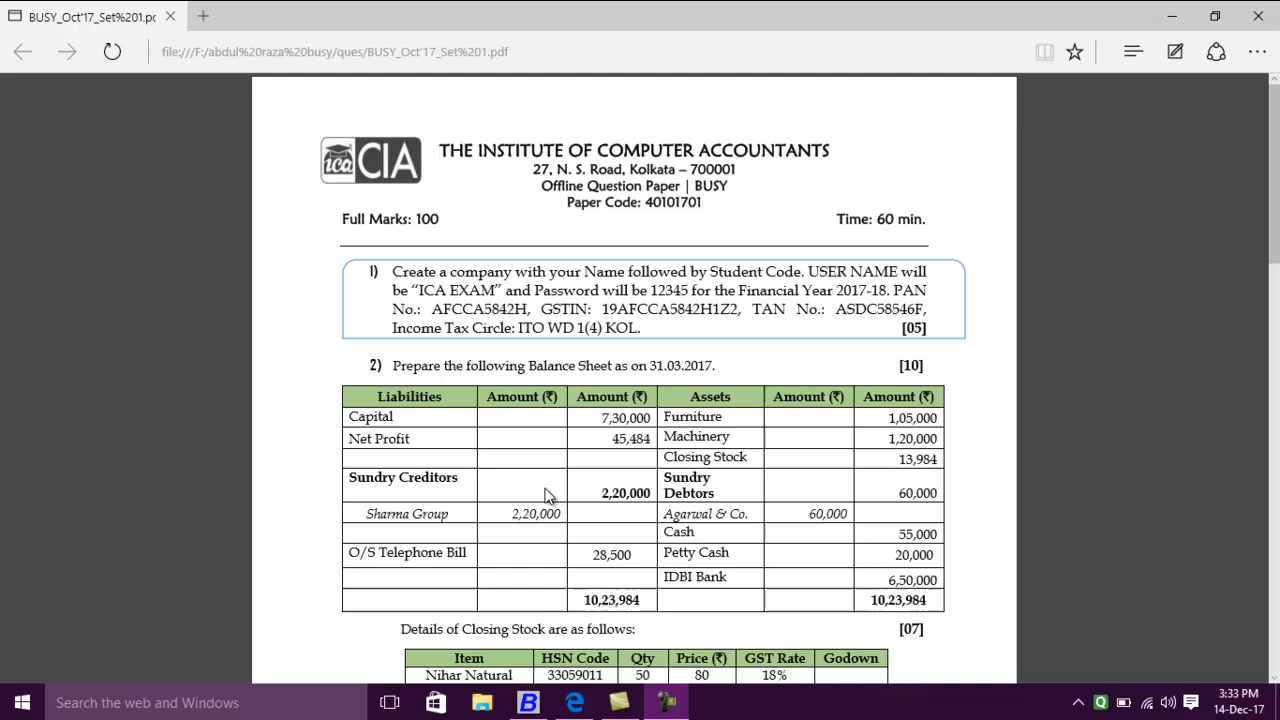 BUSY_Oct'17_Set%201.pc
file:///F:/abdul%20raza%20busy/ques/BUSY_Oct'17_Set%201.pdf
ica CIA
THE INSTITUTE OF COMPUTER ACCOUNTANTS
27, N. S. Road, Kolkata – 700001
Offline Question Paper | BUSY
Paper Code: 40101701
Full Marks: 100 Time: 60 min.
1) Create a company with your Name followed by Student Code. USER NAME will
be “ICA EXAM” and Password will be 12345 for the Financial Year 2017-18. PAN
No.: AFCCA5842H, GSTIN: 19AFCCA5842H1Z2, TAN No.: ASDC58546F,
Income Tax Circle: ITO WD 1(4) KOL. [05]
2) Prepare the following Balance Sheet as on 31.03.2017. [10]
Liabilities Amount (₹) Amount (₹) Assets Amount (₹) Amount (₹)
Capital 7,30,000 Furniture 1,05,000
Net Profit 45,484 Machinery 1,20,000
Closing Stock 13,984
Sundry Creditors 2,20,000 Sundry
Debtors 60,000
Sharma Group 2,20,000 Agarwal & Co. 60,000
Cash 55,000
O/S Telephone Bill 28,500 Petty Cash 20,000
IDBI Bank 6,50,000
10,23,984 10,23,984
Details of Closing Stock are as follows: [07]
Item HSN Code Qty Price (₹) GST Rate Godown
Nihar Natural 33059011 50 80 18%
Search the web and Windows
3:33 PM
14-Dec-17